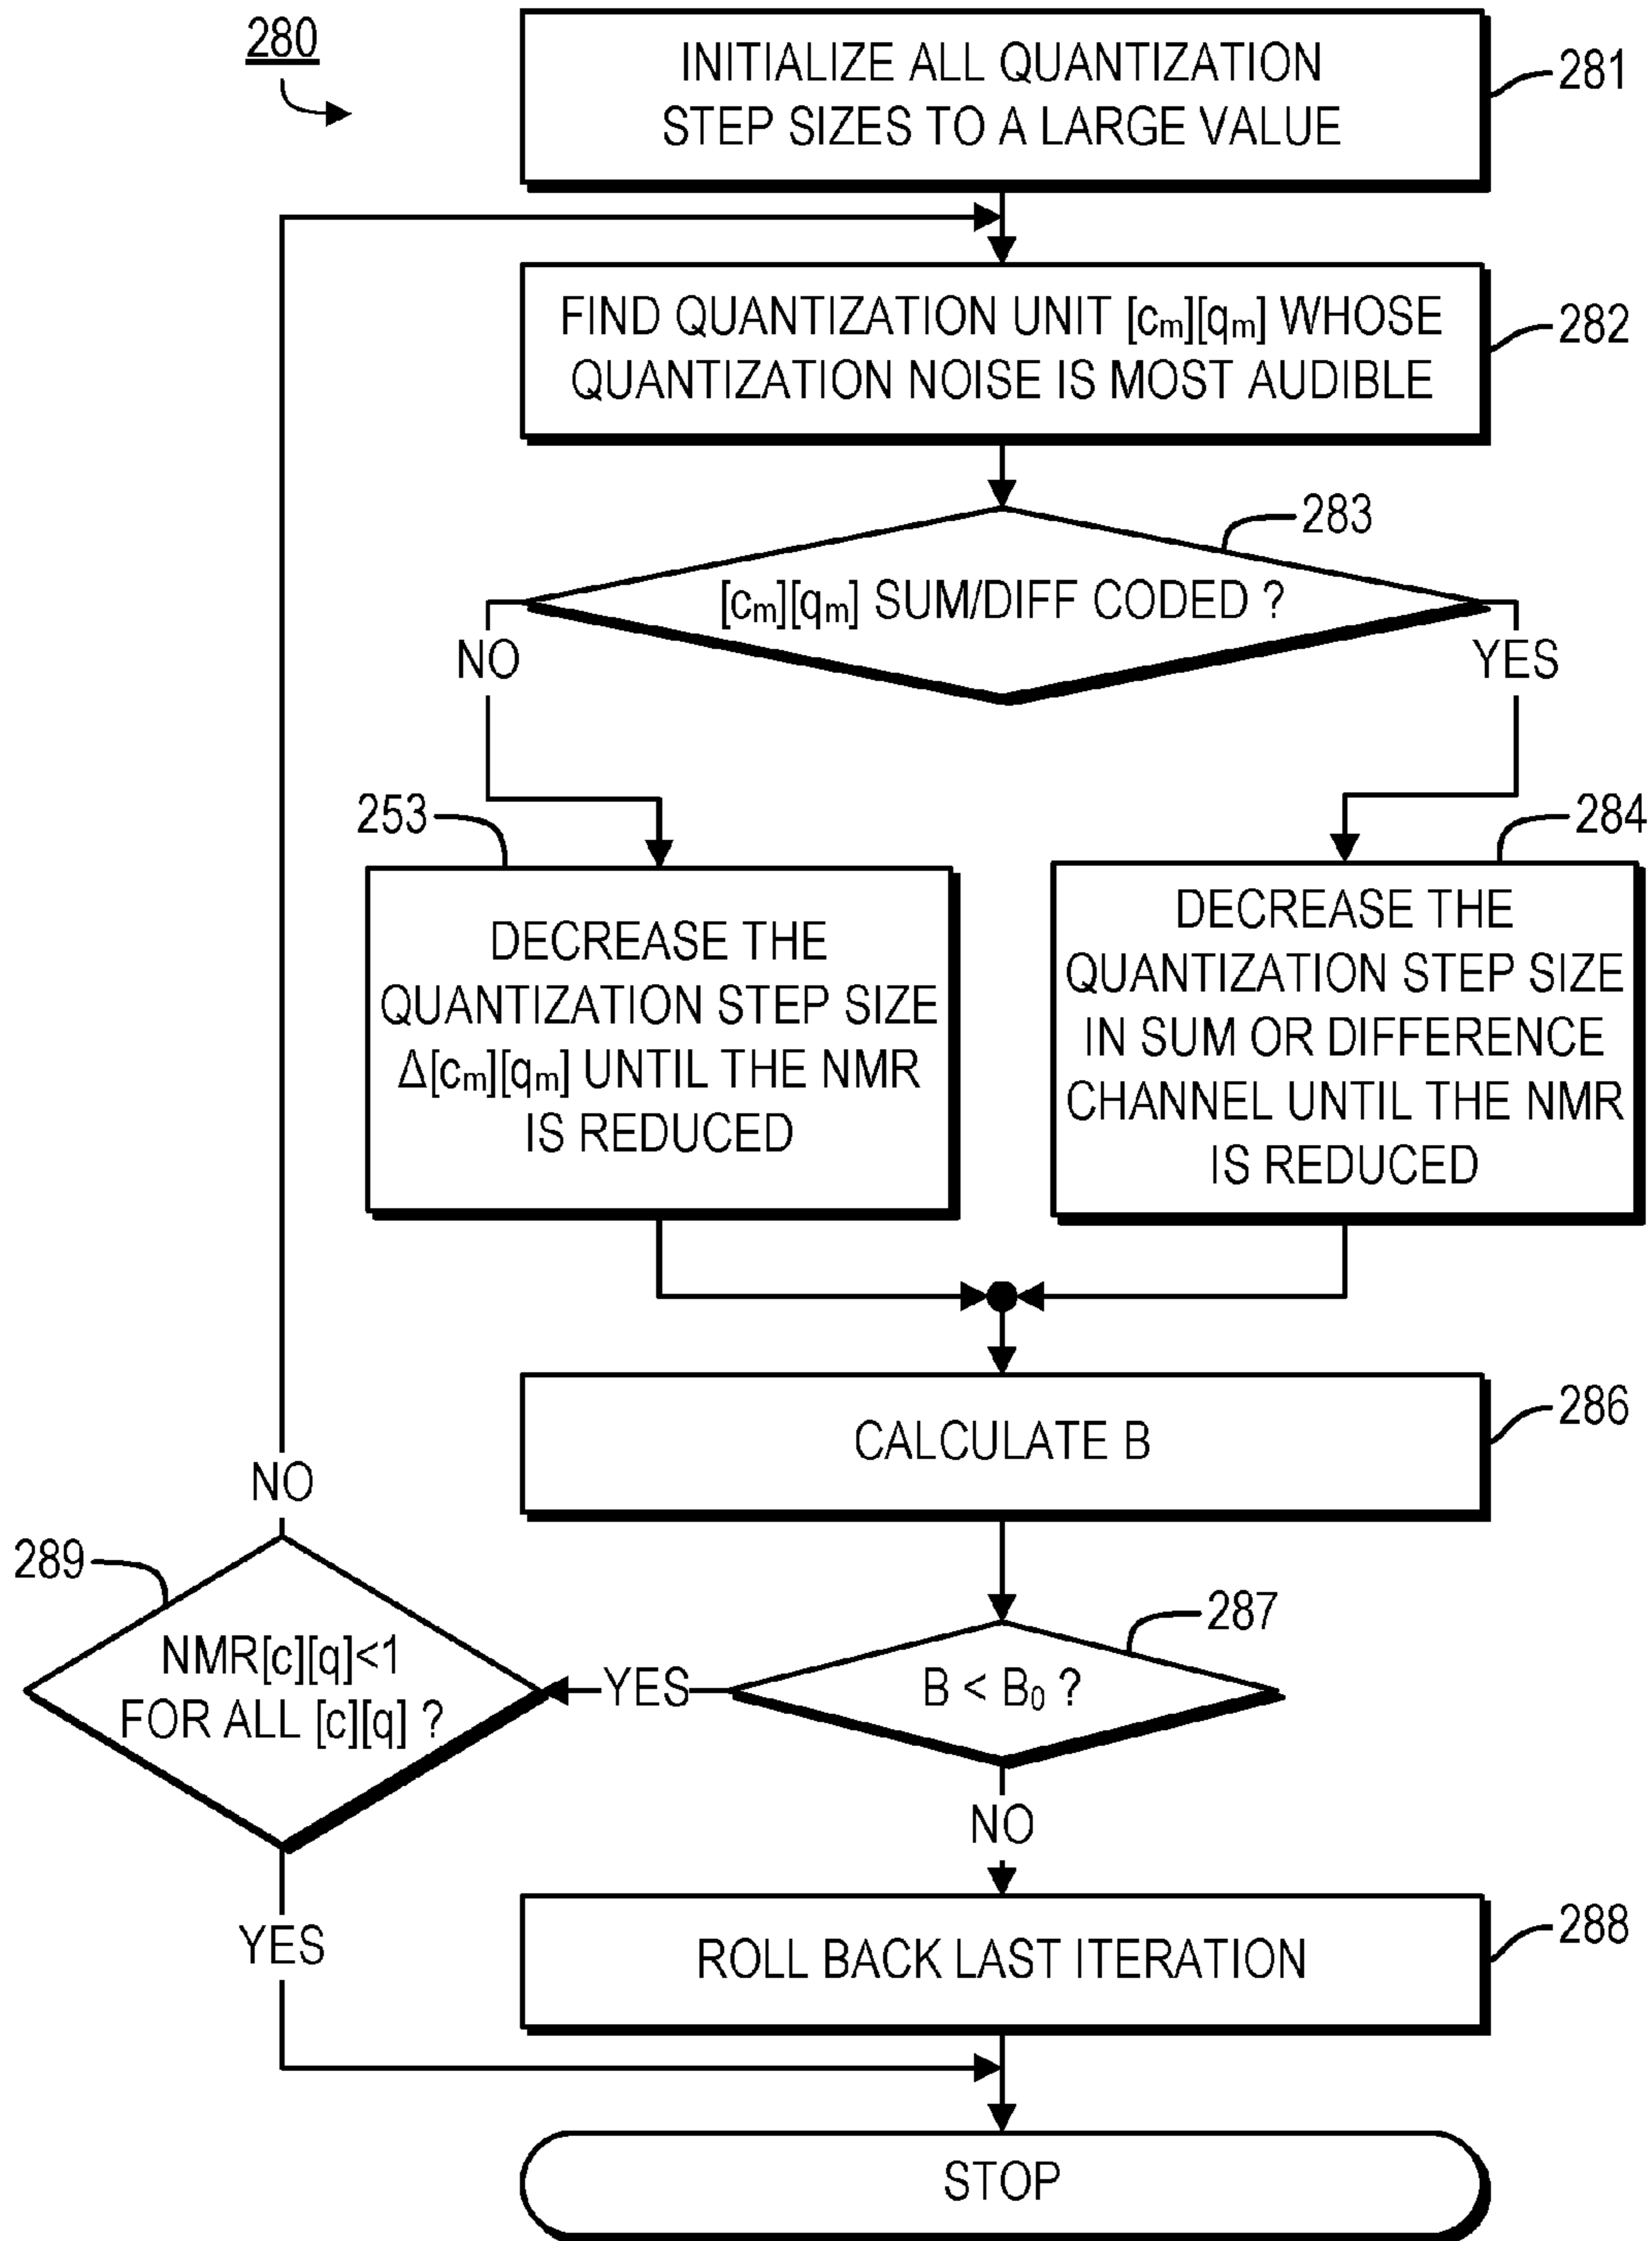 280
INITIALIZE ALL QUANTIZATION
STEP SIZES TO A LARGE VALUE
281
FIND QUANTIZATION UNIT [cm][qm] WHOSE
QUANTIZATION NOISE IS MOST AUDIBLE
282
283
[cm][qm] SUM/DIFF CODED ?
NO
YES
253
284
DECREASE THE
QUANTIZATION STEP SIZE
Δ[cm][qm] UNTIL THE NMR
IS REDUCED
DECREASE THE
QUANTIZATION STEP SIZE
IN SUM OR DIFFERENCE
CHANNEL UNTIL THE NMR
IS REDUCED
CALCULATE B
286
NO
289
NMR[c][q]<1
FOR ALL [c][q] ?
YES
287
B < B0 ?
NO
YES
ROLL BACK LAST ITERATION
288
STOP